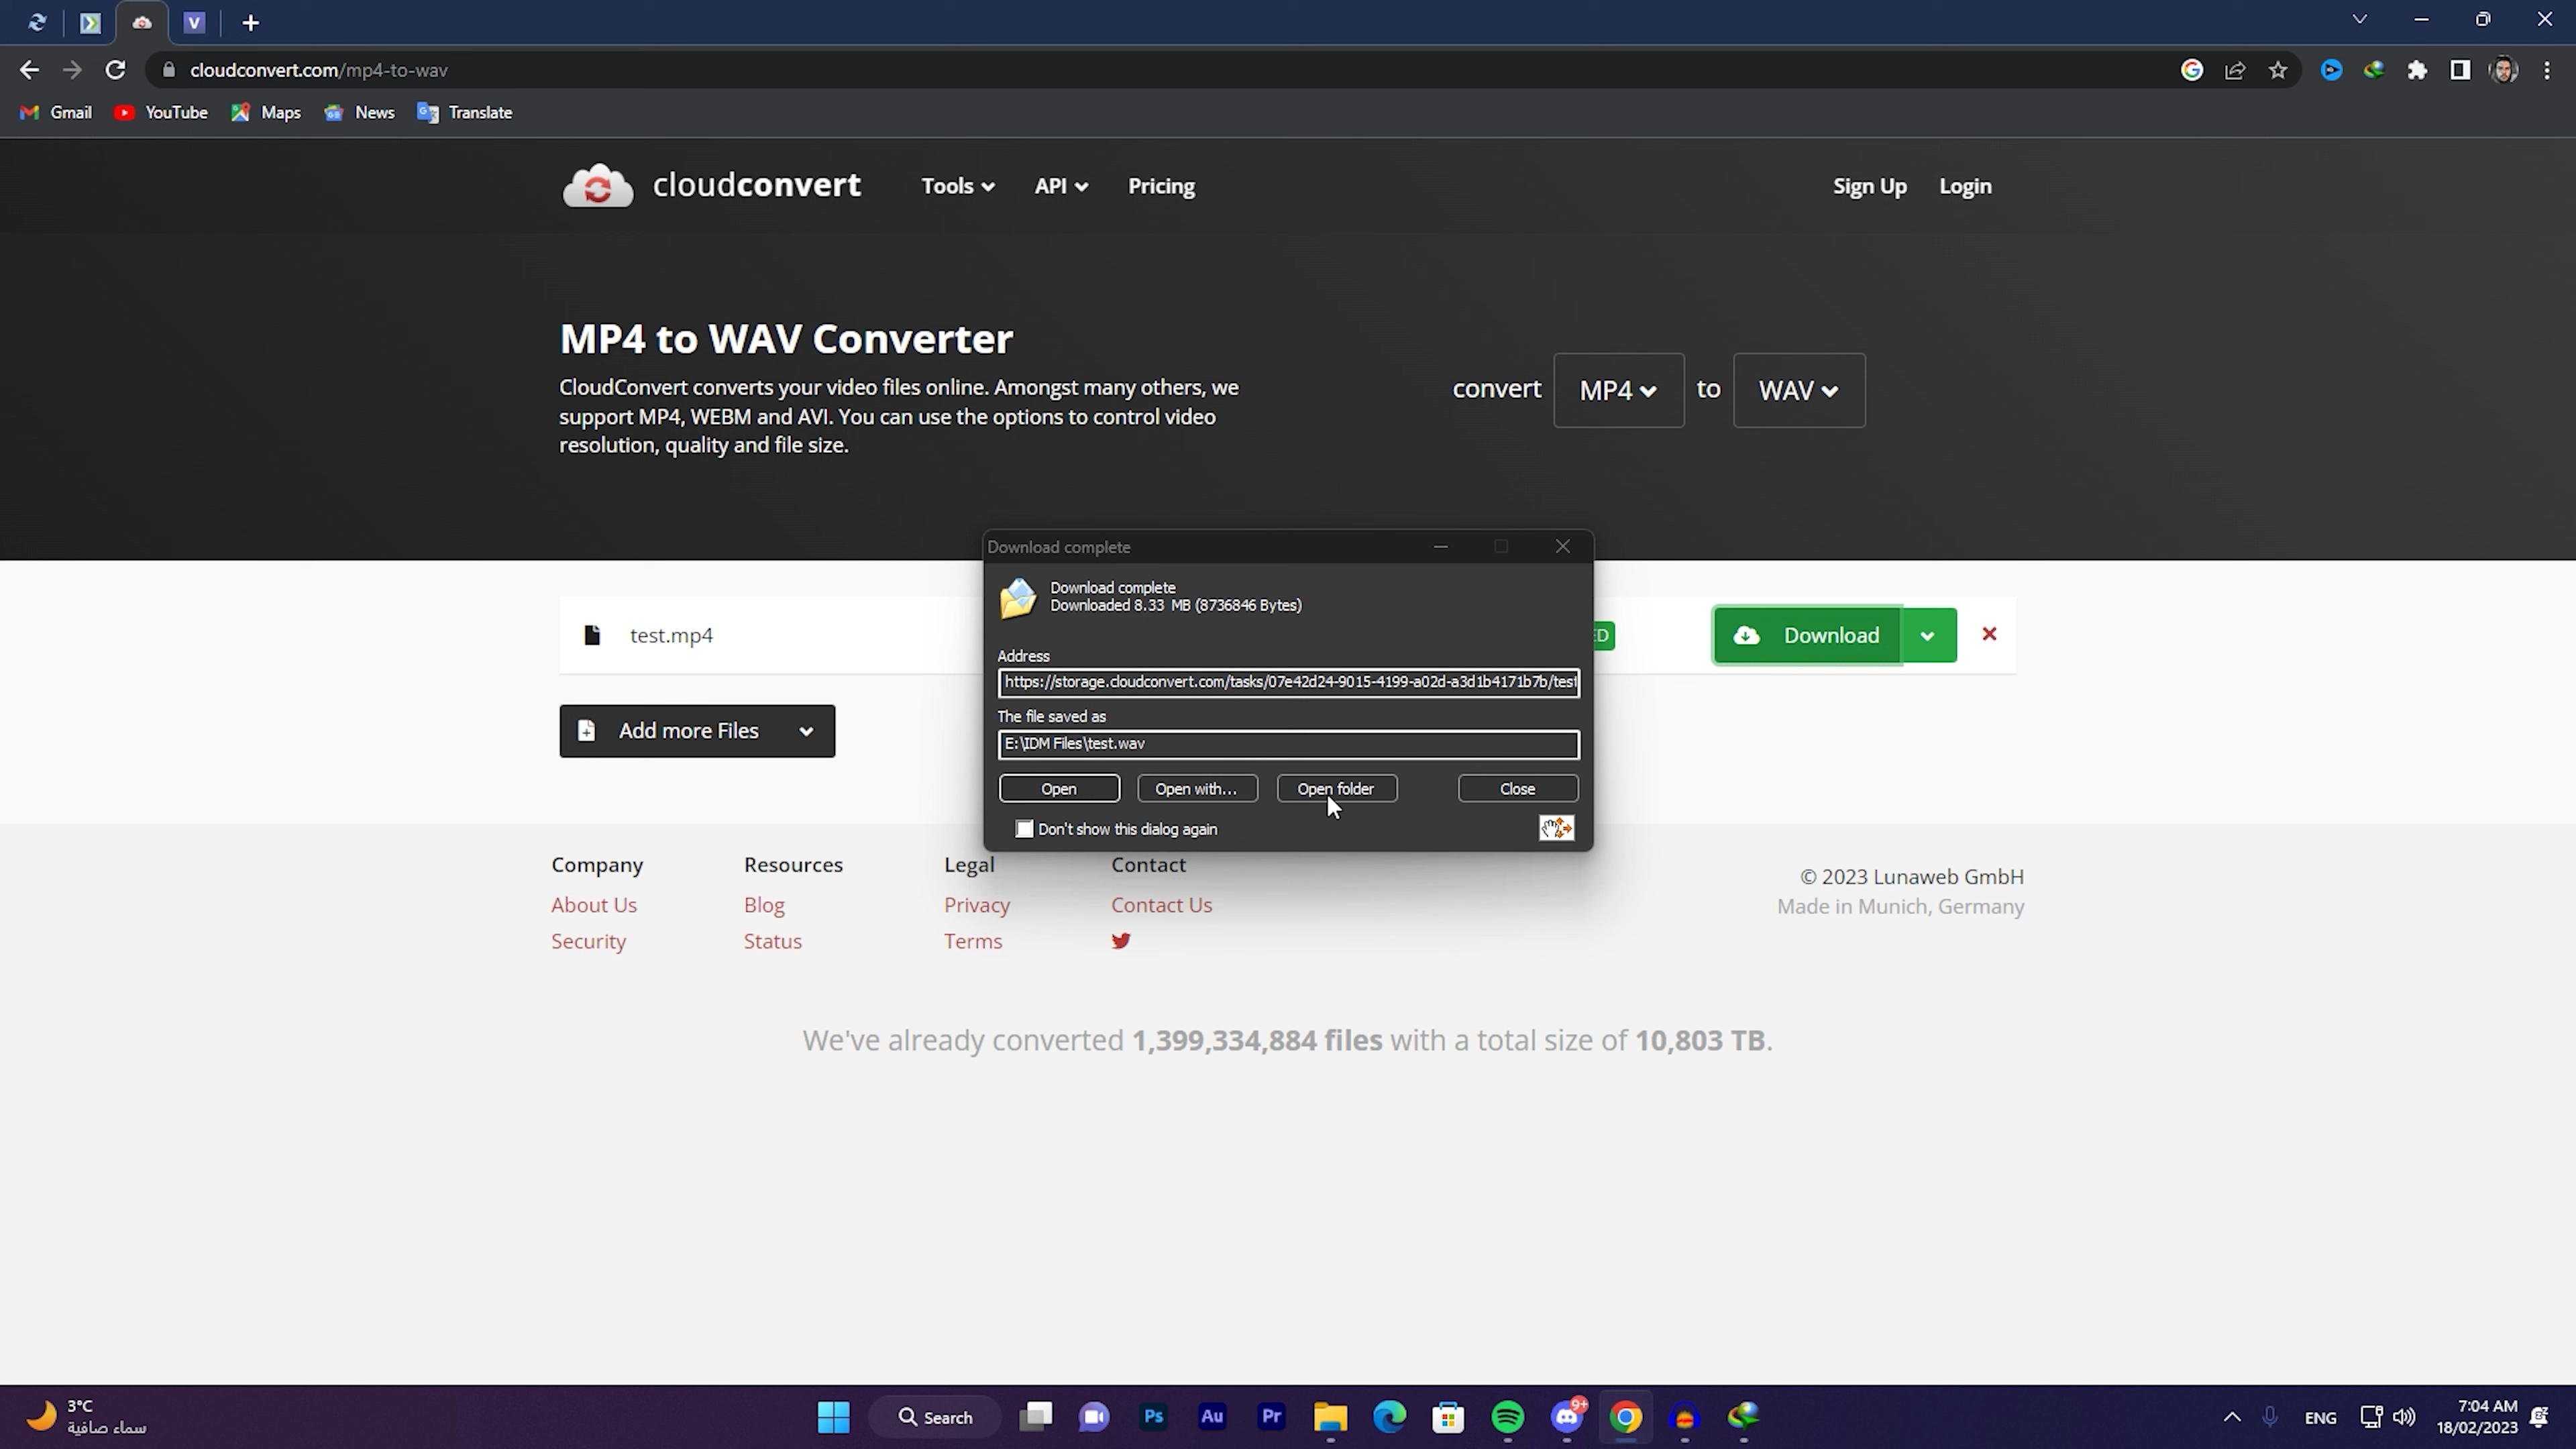 V
cloudconvert.com/mp4-to-wav
Gmail YouTube Maps News Translate
cloudconvert Tools API Pricing Sign Up Login
MP4 to WAV Converter
CloudConvert converts your video files online. Amongst many others, we
support MP4, WEBM and AVI. You can use the options to control video
resolution, quality and file size.
convert MP4 to WAV
Download complete
Download complete
Downloaded 8.33 MB (8736846 Bytes)
test.mp4
ED
Download
Address
https://storage.cloudconvert.com/tasks/07e42d24-9015-4199-a02d-a3d1b4171b7b/test
The file saved as
E:\IDM Files\test.wav
Add more Files
Open Open with... Open folder Close
Don't show this dialog again
Company Resources Legal Contact
About Us Blog Privacy Contact Us
Security Status Terms
© 2023 Lunaweb GmbH
Made in Munich, Germany
We've already converted 1,399,334,884 files with a total size of 10,803 TB.
3°C
سماء صافية
Search
Ps Au Pr
9+
ENG
7:04 AM
18/02/2023